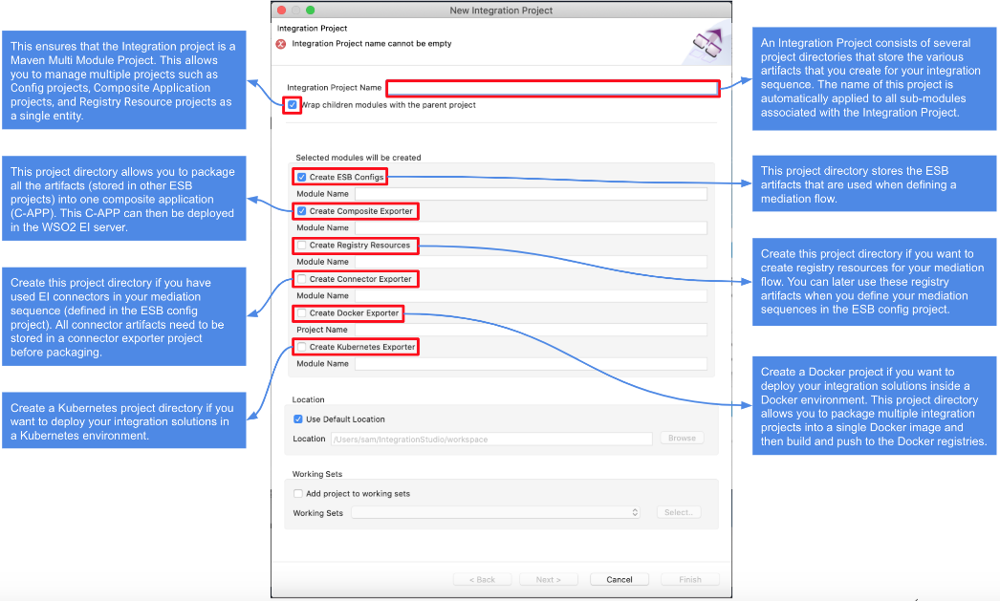 New Integration Project
Integration Project
Integration Project name cannot be empty
Integration Project Name
Wrap children modules with the parent project
Selected modules will be created
Create ESB Configs
Module Name
Create Composite Exporter
Module Name
Create Registry Resources
Module Name
Create Connector Exporter
Module Name
Create Docker Exporter
Project Name
Create Kubernetes Exporter
Module Name
Location
Use Default Location
Location /Users/sam/IntegrationStudio/workspace Browse
Working Sets
Add project to working sets
Working Sets Select...
< Back Next > Cancel Finish
This ensures that the Integration project is a
Maven Multi Module Project. This allows
you to manage multiple projects such as
Config projects, Composite Application
projects, and Registry Resource projects as
a single entity.
This project directory allows you to package
all the artifacts (stored in other ESB
projects) into one composite application
(C-APP). This C-APP can then be deployed
in the WSO2 EI server.
Create this project directory if you have
used EI connectors in your mediation
sequence (defined in the ESB config
project). All connector artifacts need to be
stored in a connector exporter project
before packaging.
Create a Kubernetes project directory if you
want to deploy your integration solutions in
a Kubernetes environment.
An Integration Project consists of several
project directories that store the various
artifacts that you create for your integration
sequence. The name of this project is
automatically applied to all sub-modules
associated with the Integration Project.
This project directory stores the ESB
artifacts that are used when defining a
mediation flow.
Create this project directory if you want to
create registry resources for your mediation
flow. You can later use these registry
artifacts when you define your mediation
sequences in the ESB config project.
Create a Docker project if you want to
deploy your integration solutions inside a
Docker environment. This project directory
allows you to package multiple integration
projects into a single Docker image and
then build and push to the Docker registries.